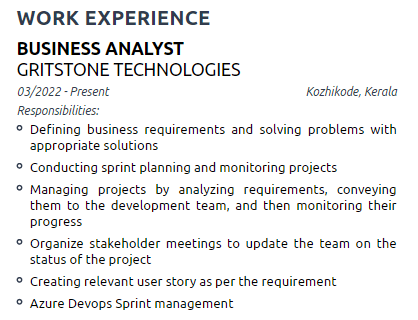 WORK EXPERIENCE
BUSINESS ANALYST
GRITSTONE TECHNOLOGIES
03/2022 - Present Kozhikode, Kerala
Responsibilities:
Defining business requirements and solving problems with
appropriate solutions
Conducting sprint planning and monitoring projects
Managing projects by analyzing requirements, conveying
them to the development team, and then monitoring their
progress
Organize stakeholder meetings to update the team on the
status of the project
Creating relevant user story as per the requirement
Azure Devops Sprint management